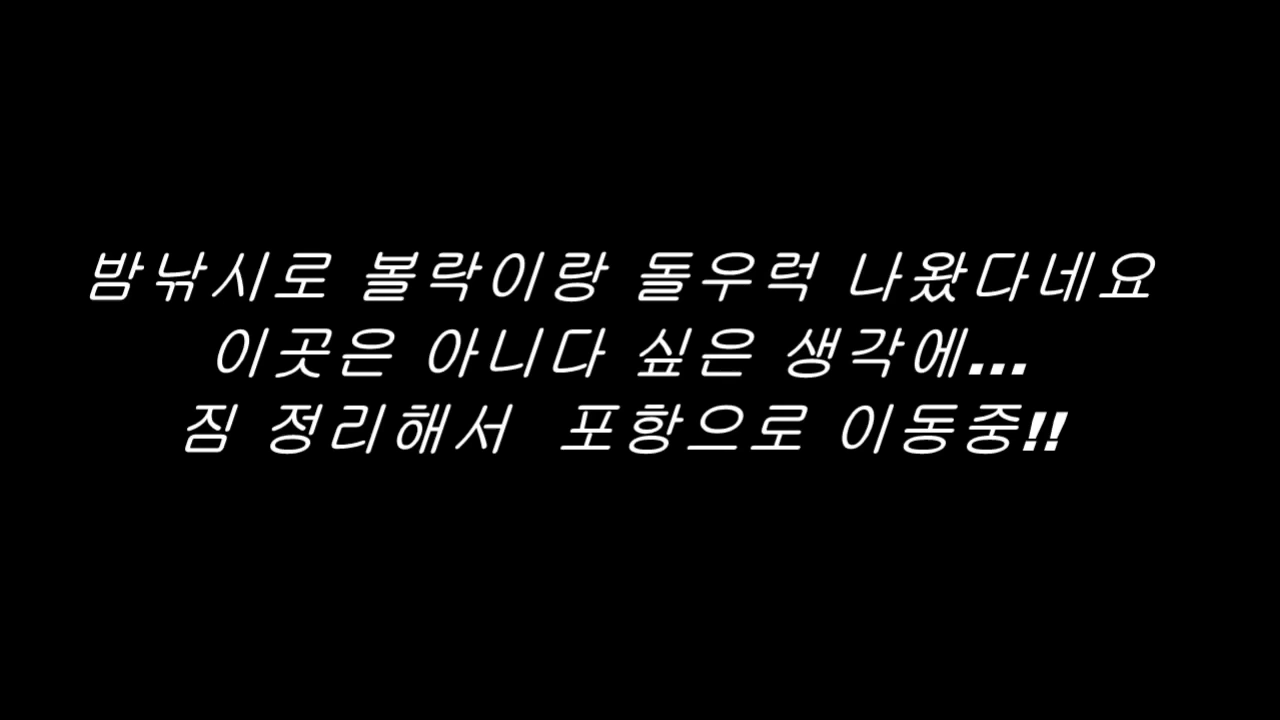 밤낚시로 볼락이랑 돌우럭 나왔다네요
이곳은 아니다 싶은 생각에...
짐 정리해서 포항으로 이동중!!